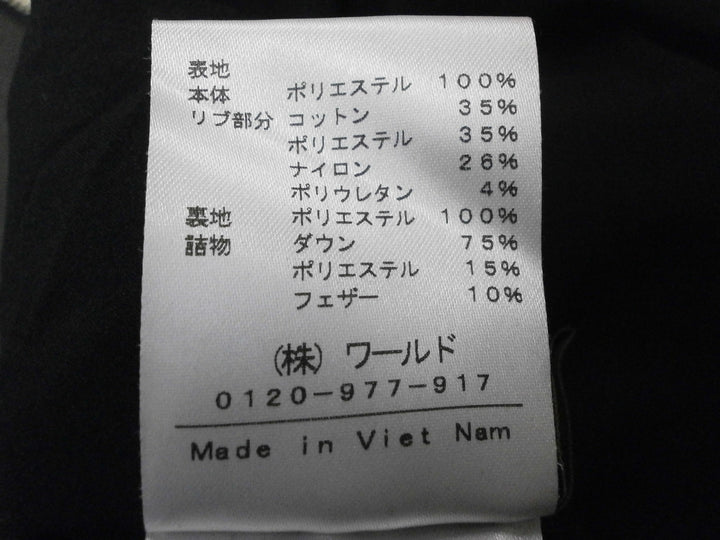 表地
本体 ポリエステル 100%
リブ部分 コットン 35%
ポリエステル 35%
ナイロン 26%
ポリウレタン 4%
裏地 ポリエステル 100%
詰物 ダウン 75%
ポリエステル 15%
フェザー 10%
(株) ワールド
0120-977-917
Made in Viet Nam